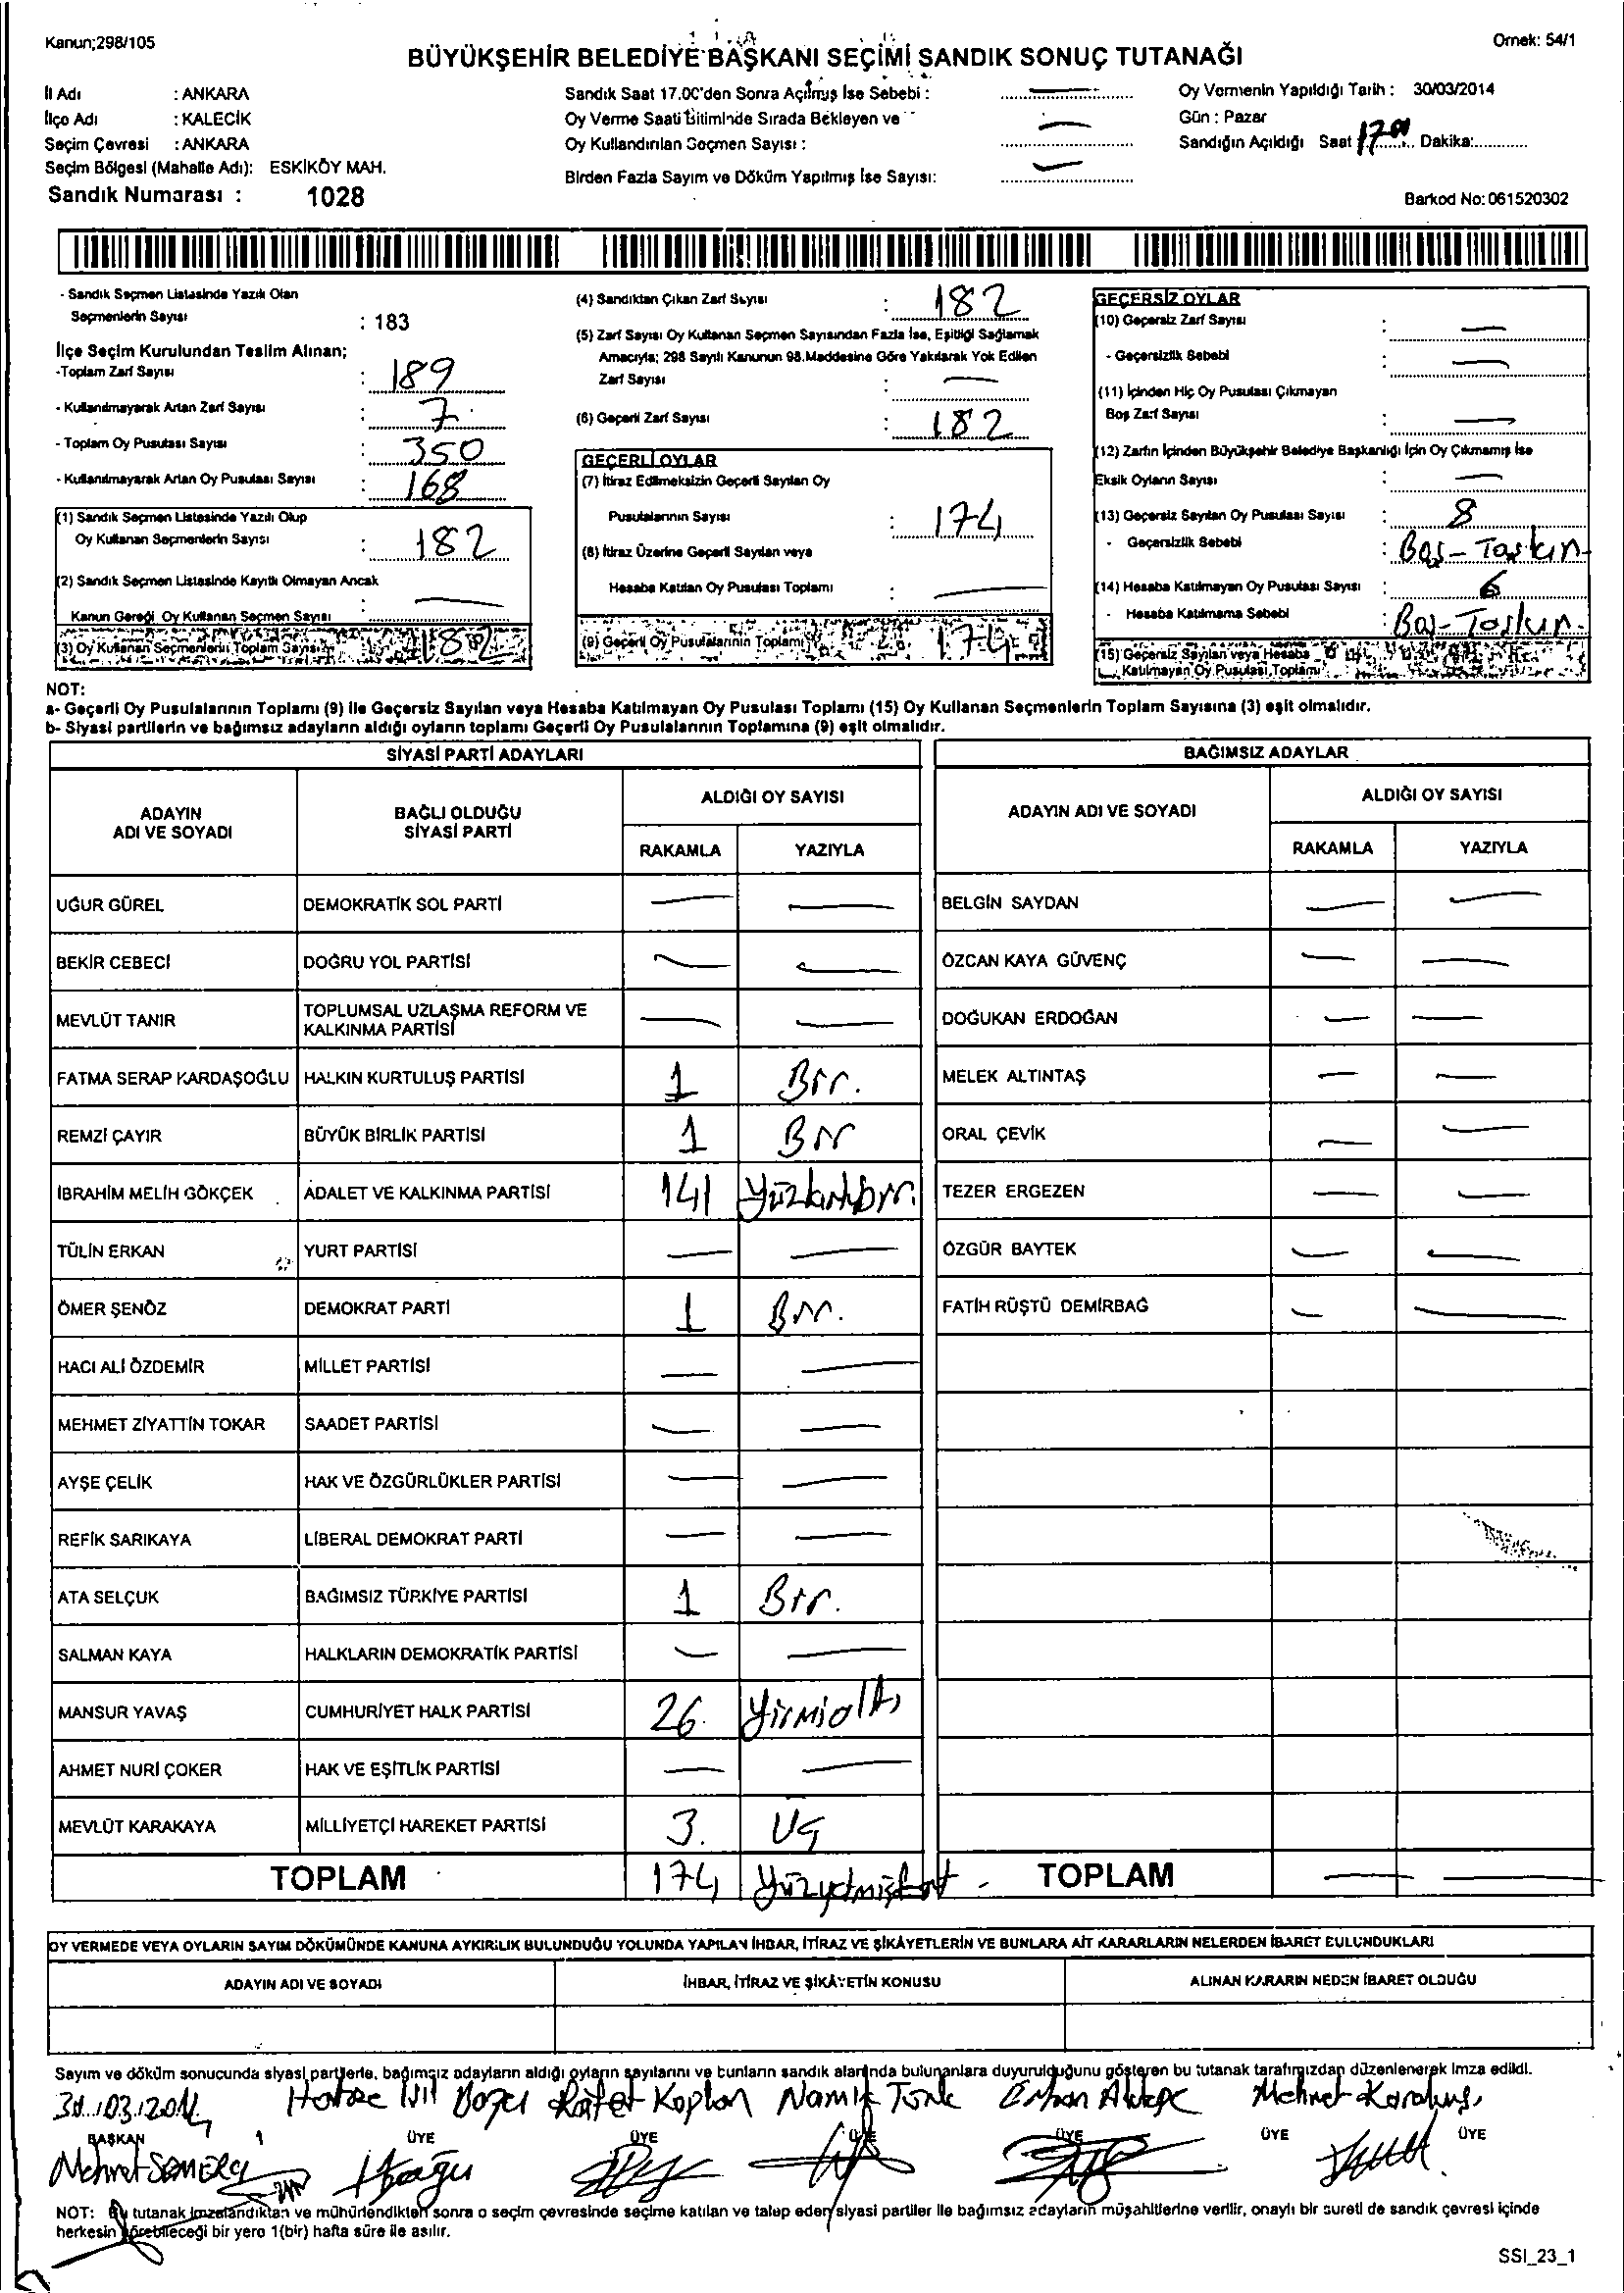 Kanun;298/105
Örnek: 54/1
BÜYÜKŞEHİR BELEDİYE BAŞKANI SEÇİMİ SANDIK SONUÇ TUTANAĞI
İl Adı : ANKARA
İlçe Adı : KALECİK
Seçim Çevresi : ANKARA
Seçim Bölgesi (Mahalle Adı): ESKİKÖY MAH.
Sandık Numarası : 1028
Sandık Saat 17.00'den Sonra Açılmış İse Sebebi : —
Oy Verme Saati Bitiminde Sırada Bekleyen ve
Oy Kullandırılan Seçmen Sayısı : —
Birden Fazla Sayım ve Döküm Yapılmış İse Sayısı: —
Oy Vermenin Yapıldığı Tarih : 30/03/2014
Gün : Pazar
Sandığın Açıldığı Saat 17.00 Dakika:
Barkod No: 061520302
- Sandık Seçmen Listasinde Yazılı Olan
Seçmenlerin Sayısı : 183
İlçe Seçim Kurulundan Teslim Alınan;
-Toplam Zarf Sayısı : 189
- Kullanılmayarak Artan Zarf Sayısı : 7
- Toplam Oy Pusulası Sayısı : 350
- Kullanılmayarak Artan Oy Pusulası Sayısı : 168
(1) Sandık Seçmen Listesinde Yazılı Olup
Oy Kullanan Seçmenlerin Sayısı : 182
(2) Sandık Seçmen Listesinde Kayıtlı Olmayan Ancak
Kanun Gereği Oy Kullanan Seçmen Sayısı : —
(3) Oy Kullanan Seçmenlerin Toplam Sayısı 182
(4) Sandıktan Çıkan Zarf Sayısı : 182
(5) Zarf Sayısı Oy Kullanan Seçmen Sayısından Fazla İse, Eşitliği Sağlamak
Amacıyla; 298 Sayılı Kanunun 98.Maddesine Göre Yakılarak Yok Edilen
Zarf Sayısı : —
(6) Geçerli Zarf Sayısı : 182
GEÇERLİ OYLAR
(7) İtiraz Edilmeksizin Geçerli Sayılan Oy
Pusulalarının Sayısı : 174
(8) İtiraz Üzerine Geçerli Sayılan veya
Hesaba Katılan Oy Pusulası Toplamı : —
(9) Geçerli Oy Pusulalarının Toplamı 174
GEÇERSİZ OYLAR
(10) Geçersiz Zarf Sayısı : —
- Geçersizlik Sebebi : —
(11) İçinden Hiç Oy Pusulası Çıkmayan
Boş Zarf Sayısı : —
(12) Zarfın İçinden Büyükşehir Belediye Başkanlığı İçin Oy Çıkmamış İse
Eksik Oyların Sayısı : —
(13) Geçersiz Sayılan Oy Pusulası Sayısı : 8
- Geçersizlik Sebebi : Boş-Taşkın-
(14) Hesaba Katılmayan Oy Pusulası Sayısı : 6
- Hesaba Katılmama Sebebi : Boş-Taşkın.
(15) Geçersiz Sayılan veya Hesaba
Katılmayan Oy Pusulası Toplamı
NOT:
a- Geçerli Oy Pusulalarının Toplamı (9) ile Geçersiz Sayılan veya Hesaba Katılmayan Oy Pusulası Toplamı (15) Oy Kullanan Seçmenlerin Toplam Sayısına (3) eşit olmalıdır.
b- Siyasi partilerin ve bağımsız adayların aldığı oyların toplamı Geçerli Oy Pusulalarının Toplamına (9) eşit olmalıdır.
SİYASİ PARTİ ADAYLARI
BAĞIMSIZ ADAYLAR
ADAYIN ADI VE SOYADI
BAĞLI OLDUĞU SİYASİ PARTİ
ALDIĞI OY SAYISI
RAKAMLA YAZIYLA
ADAYIN ADI VE SOYADI
ALDIĞI OY SAYISI
RAKAMLA YAZIYLA
UĞUR GÜREL DEMOKRATİK SOL PARTİ — — BELGİN SAYDAN — —
BEKİR CEBECİ DOĞRU YOL PARTİSİ — — ÖZCAN KAYA GÜVENÇ — —
MEVLÜT TANIR TOPLUMSAL UZLAŞMA REFORM VE KALKINMA PARTİSİ — — DOĞUKAN ERDOĞAN — —
FATMA SERAP KARDAŞOĞLU HALKIN KURTULUŞ PARTİSİ 1 Bir. MELEK ALTINTAŞ — —
REMZİ ÇAYIR BÜYÜK BİRLİK PARTİSİ 1 Bir ORAL ÇEVİK — —
İBRAHİM MELİH GÖKÇEK ADALET VE KALKINMA PARTİSİ 141 Yüzkırkbir. TEZER ERGEZEN — —
TÜLİN ERKAN YURT PARTİSİ — — ÖZGÜR BAYTEK — —
ÖMER ŞENÖZ DEMOKRAT PARTİ 1 Bir. FATİH RÜŞTÜ DEMİRBAĞ — —
HACI ALİ ÖZDEMİR MİLLET PARTİSİ — —
MEHMET ZİYATTİN TOKAR SAADET PARTİSİ — —
AYŞE ÇELİK HAK VE ÖZGÜRLÜKLER PARTİSİ — —
REFİK SARIKAYA LİBERAL DEMOKRAT PARTİ — —
ATA SELÇUK BAĞIMSIZ TÜRKİYE PARTİSİ 1 Bir.
SALMAN KAYA HALKLARIN DEMOKRATİK PARTİSİ — —
MANSUR YAVAŞ CUMHURİYET HALK PARTİSİ 26. Yirmialtı
AHMET NURİ ÇOKER HAK VE EŞİTLİK PARTİSİ — —
MEVLÜT KARAKAYA MİLLİYETÇİ HAREKET PARTİSİ 3. Üç
TOPLAM 174 Yüzyetmişdört - TOPLAM — —
OY VERMEDE VEYA OYLARIN SAYIM DÖKÜMÜNDE KANUNA AYKIRILIK BULUNDUĞU YOLUNDA YAPILAN İHBAR, İTİRAZ VE ŞİKÂYETLERİN VE BUNLARA AİT KARARLARIN NELERDEN İBARET BULUNDUKLARI
ADAYIN ADI VE SOYADI İHBAR, İTİRAZ VE ŞİKÂYETİN KONUSU ALINAN KARARIN NEDEN İBARET OLDUĞU
Sayım ve döküm sonucunda siyasi partilerle, bağımsız adayların aldığı oyların sayılarını ve bunların sandık alanında bulunanlara duyurulduğunu gösteren bu tutanak tarafımızdan düzenlenerek imza edildi.
30.03.2014 Rafet Kaplan Namık Erhan Mehmet
BAŞKAN ÜYE ÜYE ÜYE ÜYE ÜYE ÜYE
Mehmet SEMERCİ
NOT: Bu tutanak imzalandıktan ve mühürlendikten sonra o seçim çevresinde seçime katılan ve talep eden siyasi partiler ile bağımsız adayların müşahitlerine verilir, onaylı bir sureti de sandık çevresi içinde
herkesin görebileceği bir yere 1(bir) hafta süre ile asılır.
SSI_23_1